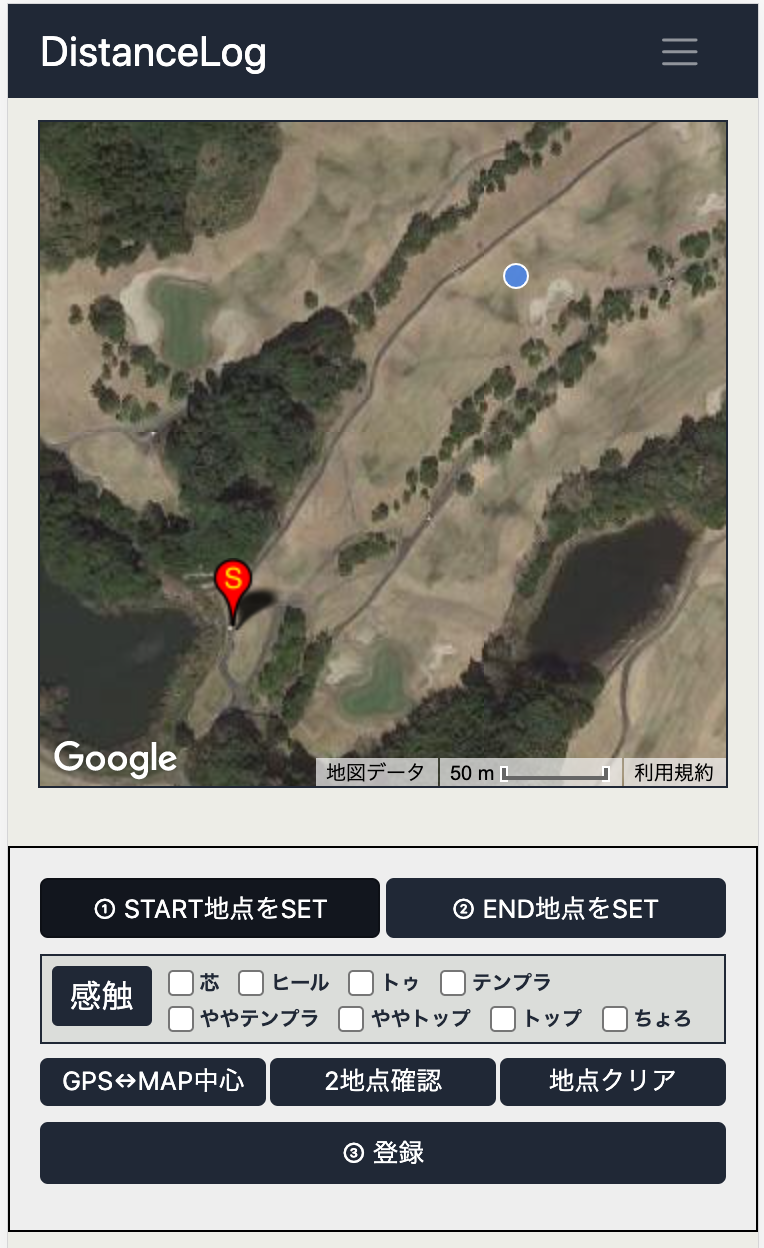 DistanceLog
S
Google
地図データ 50 m 利用規約
① START地点をSET ② END地点をSET
感触
芯 ヒール トゥ テンプラ
ややテンプラ ややトップ トップ ちょろ
GPS↔MAP中心 2地点確認 地点クリア
③ 登録